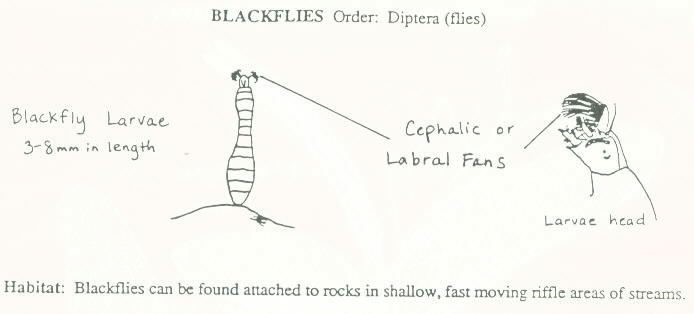 BLACKFLIES Order: Diptera (flies)
Blackfly Larvae
3-8mm in length
Cephalic or
Labral Fans
Larvae head
Habitat: Blackflies can be found attached to rocks in shallow, fast moving riffle areas of streams.